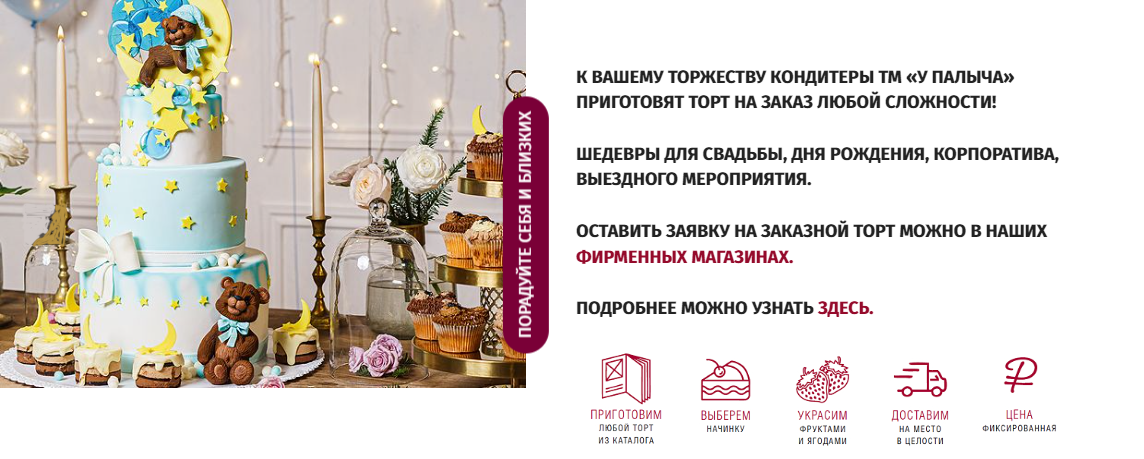 ПОРАДУЙТЕ СЕБЯ И БЛИЗКИХ
К ВАШЕМУ ТОРЖЕСТВУ КОНДИТЕРЫ ТМ «У ПАЛЫЧА»
ПРИГОТОВЯТ ТОРТ НА ЗАКАЗ ЛЮБОЙ СЛОЖНОСТИ!
ШЕДЕВРЫ ДЛЯ СВАДЬБЫ, ДНЯ РОЖДЕНИЯ, КОРПОРАТИВА,
ВЫЕЗДНОГО МЕРОПРИЯТИЯ.
ОСТАВИТЬ ЗАЯВКУ НА ЗАКАЗНОЙ ТОРТ МОЖНО В НАШИХ
ФИРМЕННЫХ МАГАЗИНАХ.
ПОДРОБНЕЕ МОЖНО УЗНАТЬ ЗДЕСЬ.
ПРИГОТОВИМ
ЛЮБОЙ ТОРТ
ИЗ КАТАЛОГА
ВЫБЕРЕМ
НАЧИНКУ
УКРАСИМ
ФРУКТАМИ
И ЯГОДАМИ
ДОСТАВИМ
НА МЕСТО
В ЦЕЛОСТИ
ЦЕНА
ФИКСИРОВАННАЯ